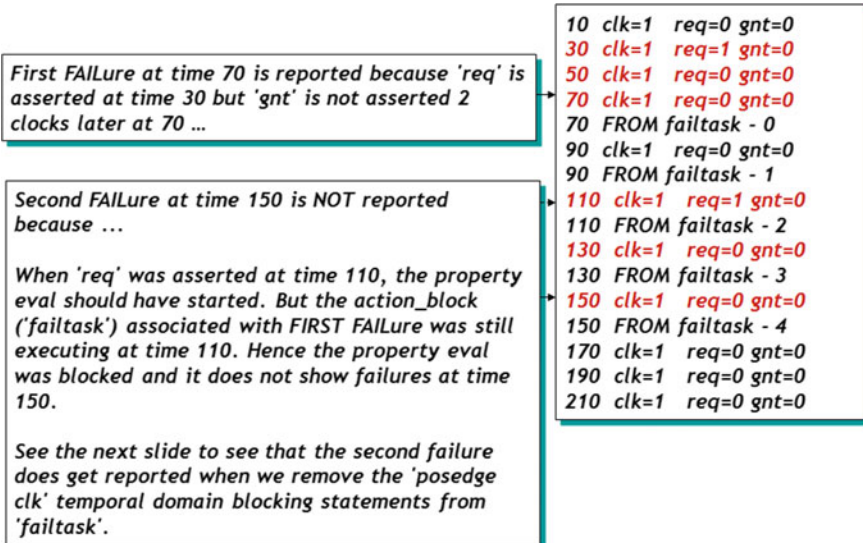 First FAILure at time 70 is reported because 'req' is
asserted at time 30 but 'gnt' is not asserted 2
clocks later at 70 ...
Second FAILure at time 150 is NOT reported
because ...
When 'req' was asserted at time 110, the property
eval should have started. But the action_block
('failtask') associated with FIRST FAILure was still
executing at time 110. Hence the property eval
was blocked and it does not show failures at time
150.
See the next slide to see that the second failure
does get reported when we remove the 'posedge
clk' temporal domain blocking statements from
'failtask'.
10 clk=1 req=0 gnt=0
30 clk=1 req=1 gnt=0
50 clk=1 req=0 gnt=0
70 clk=1 req=0 gnt=0
70 FROM failtask - 0
90 clk=1 req=0 gnt=0
90 FROM failtask - 1
110 clk=1 req=1 gnt=0
110 FROM failtask - 2
130 clk=1 req=0 gnt=0
130 FROM failtask - 3
150 clk=1 req=0 gnt=0
150 FROM failtask - 4
170 clk=1 req=0 gnt=0
190 clk=1 req=0 gnt=0
210 clk=1 req=0 gnt=0